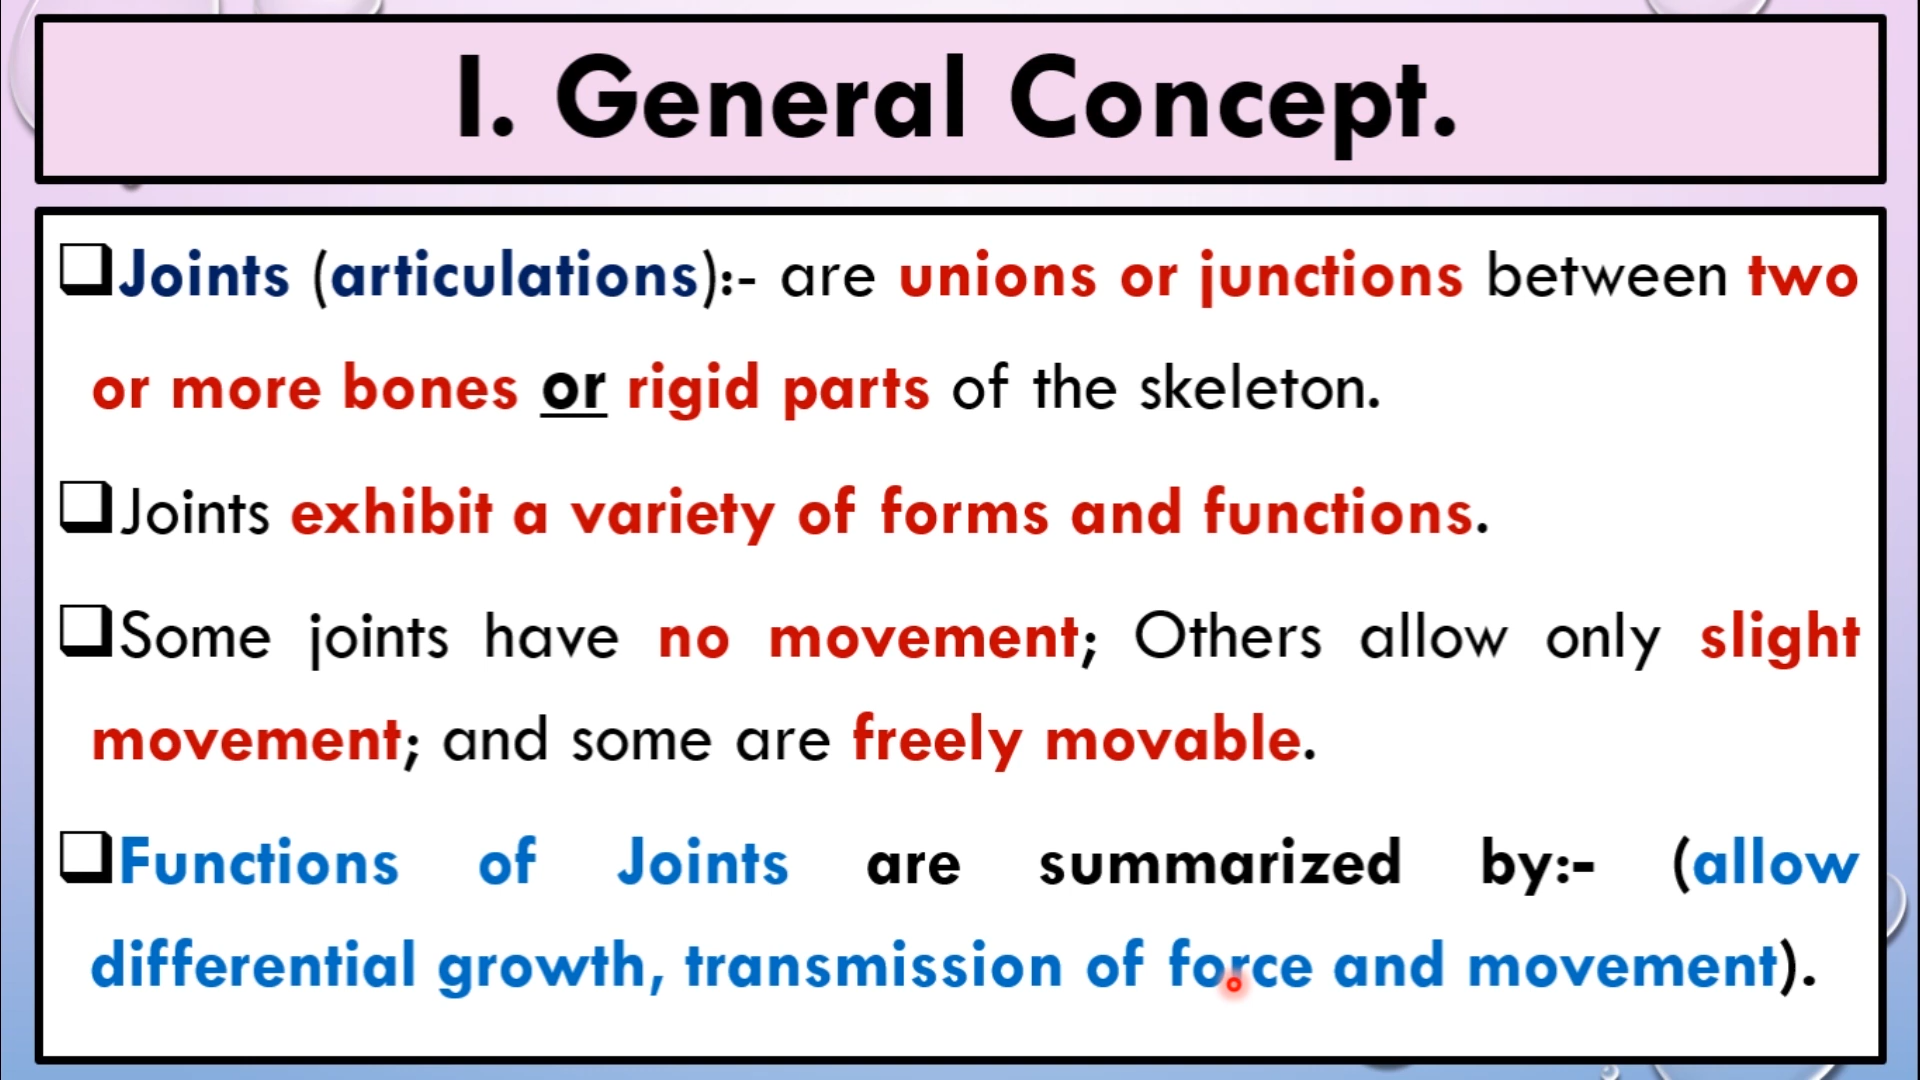 I. General Concept.
❑Joints (articulations):- are unions or junctions between two
or more bones or rigid parts of the skeleton.
❑Joints exhibit a variety of forms and functions.
❑Some joints have no movement; Others allow only slight
movement; and some are freely movable.
❑Functions of Joints are summarized by:- (allow
differential growth, transmission of force and movement).